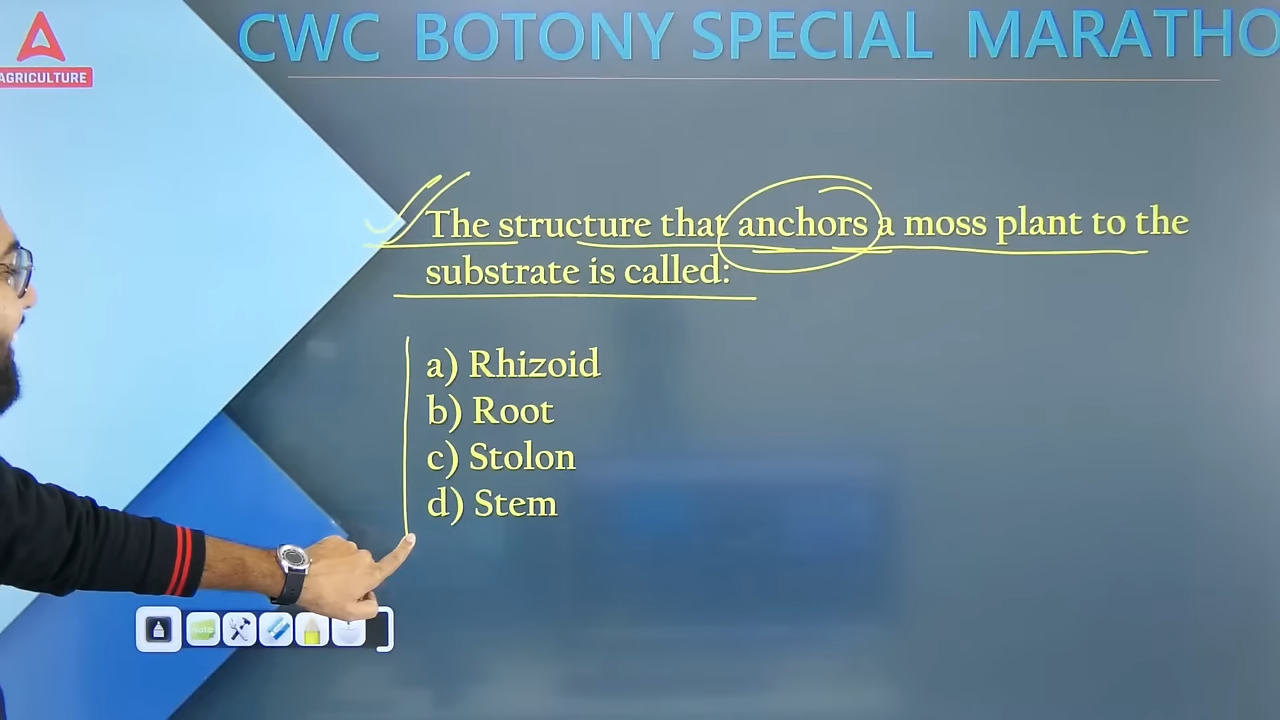 CWC BOTONY SPECIAL MARATHO
AGRICULTURE
The structure that anchors a moss plant to the
substrate is called:
a) Rhizoid
b) Root
c) Stolon
d) Stem